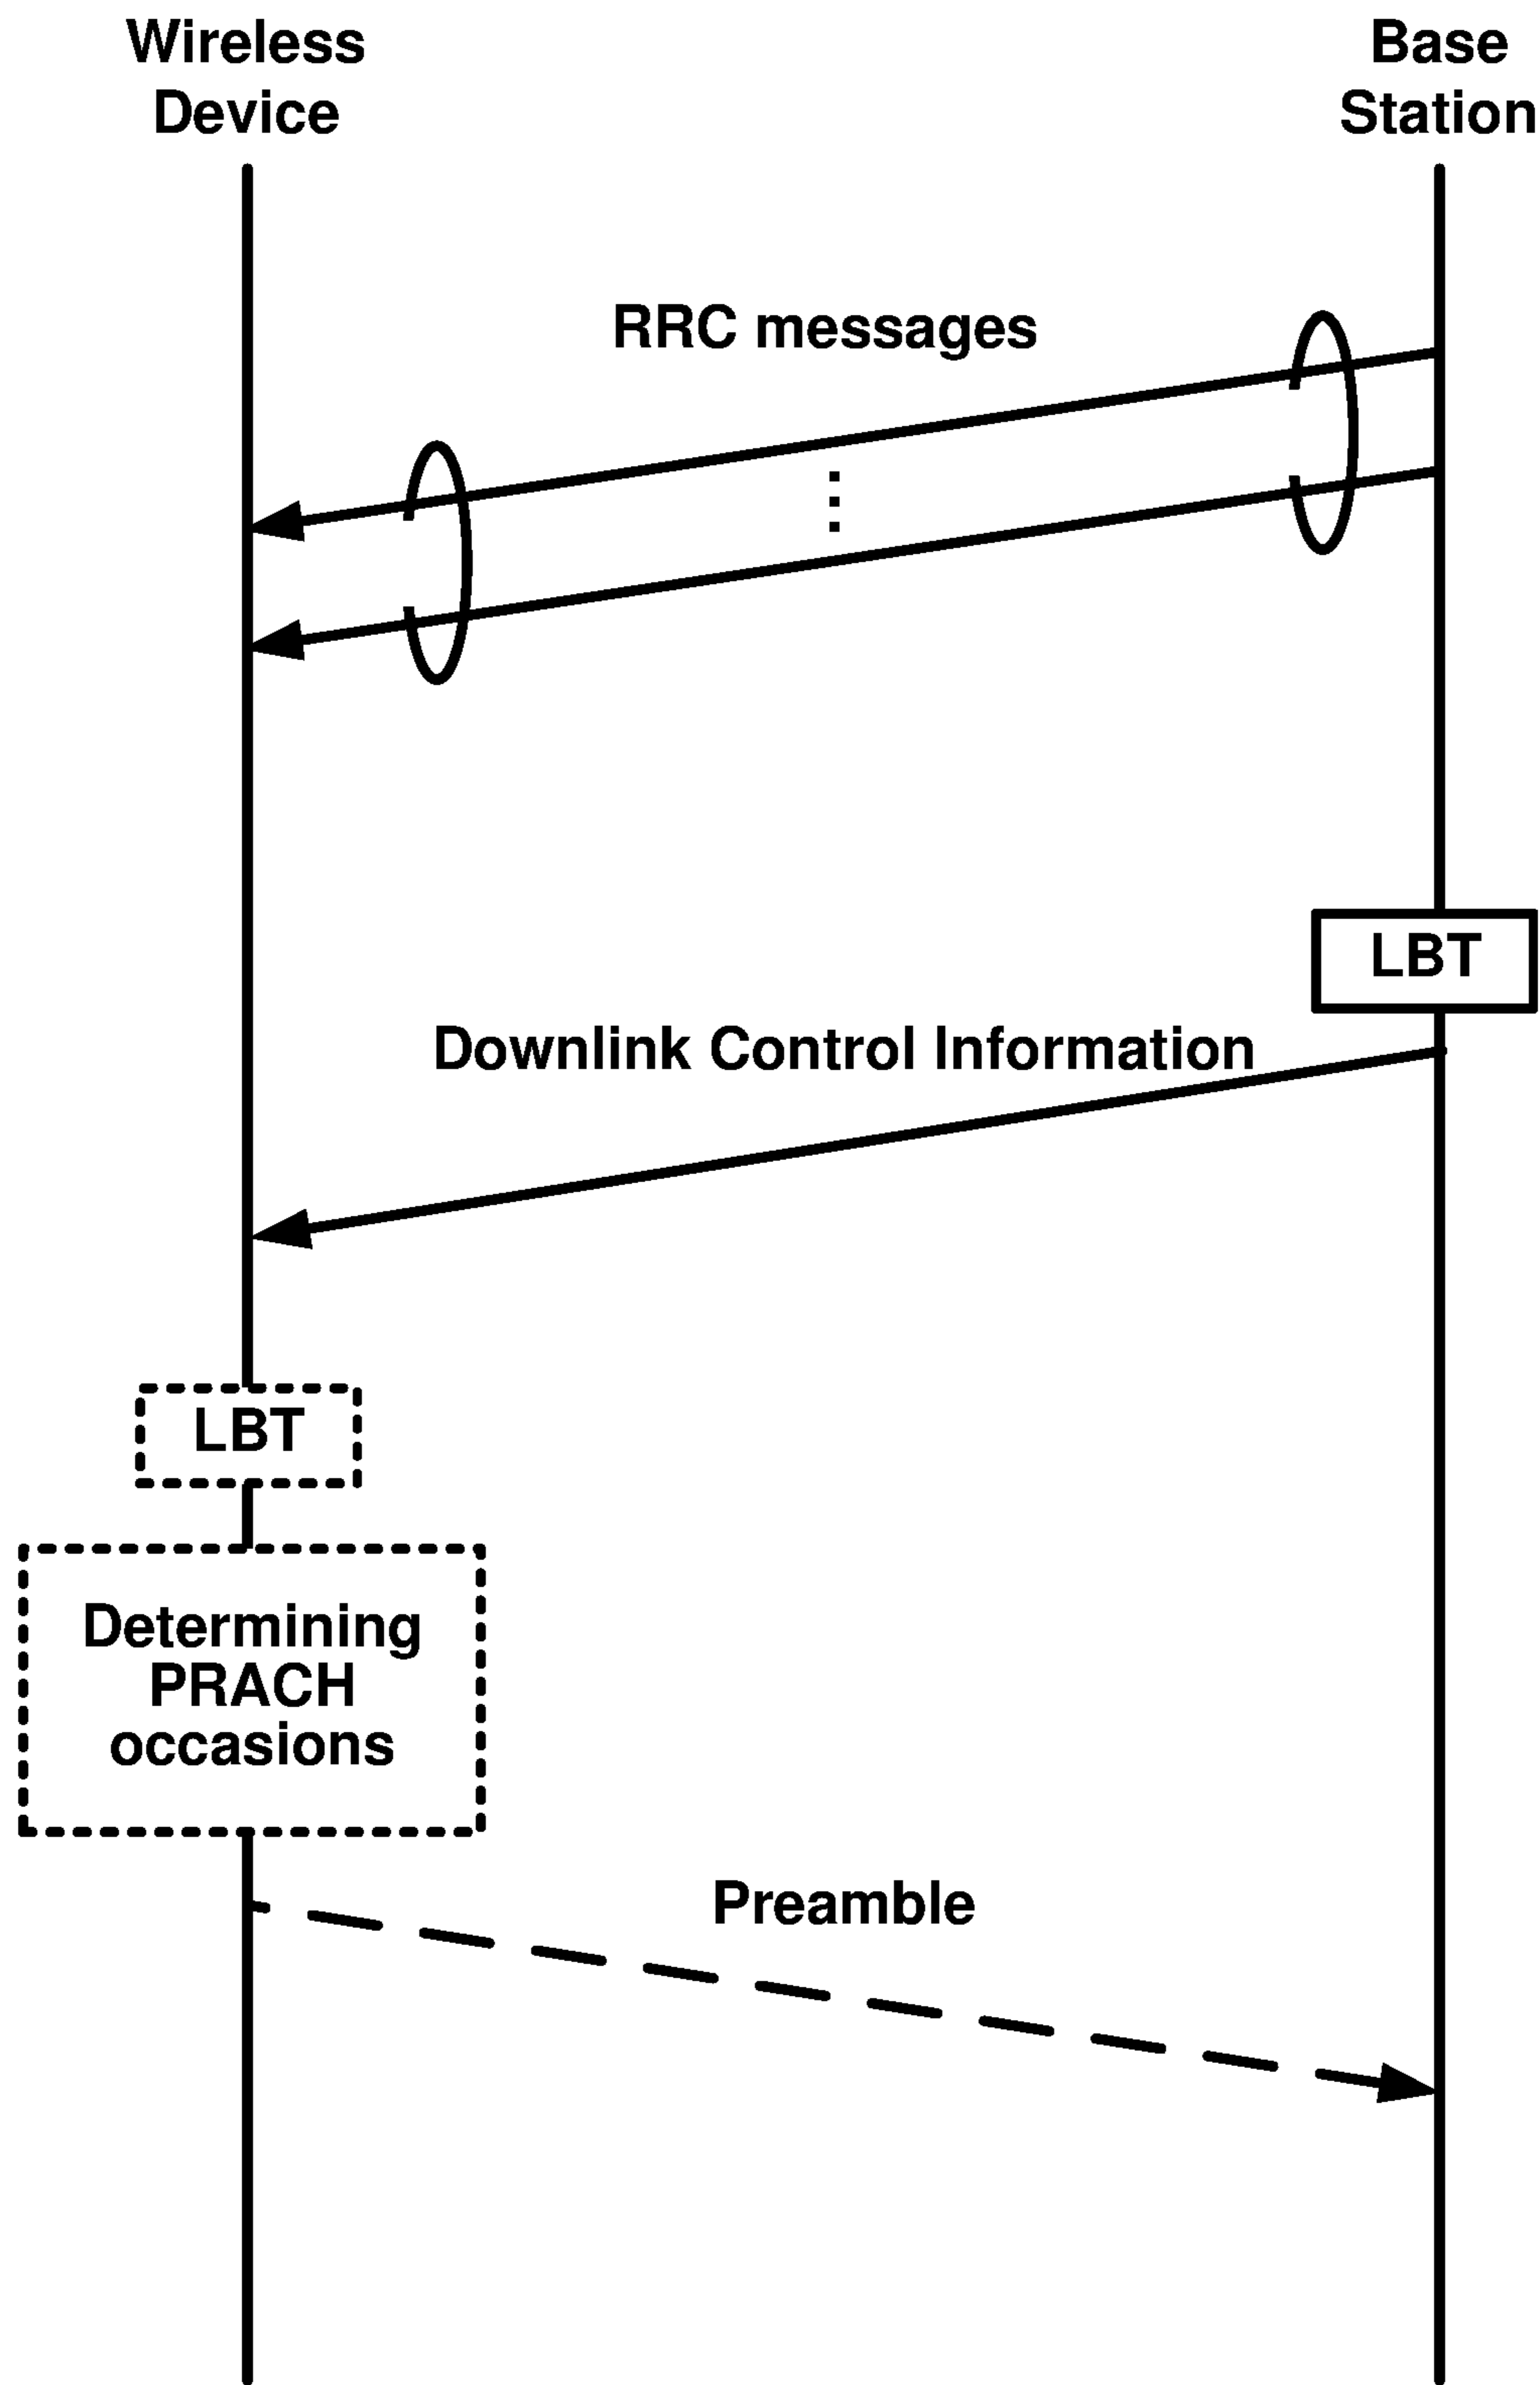 Wireless
Device
Base
Station
RRC messages
LBT
Downlink Control Information
LBT
Determining
PRACH
occasions
Preamble